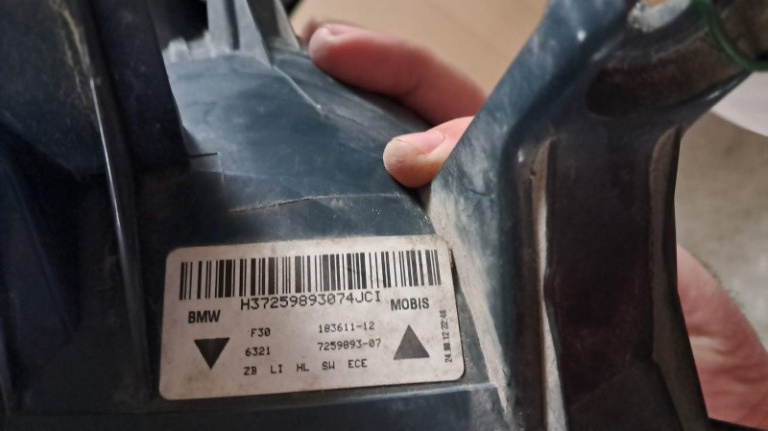 H37259893074JCI
BMW MOBIS
F30 183611-12
6321 7259893-07
ZB LI HL SW ECE